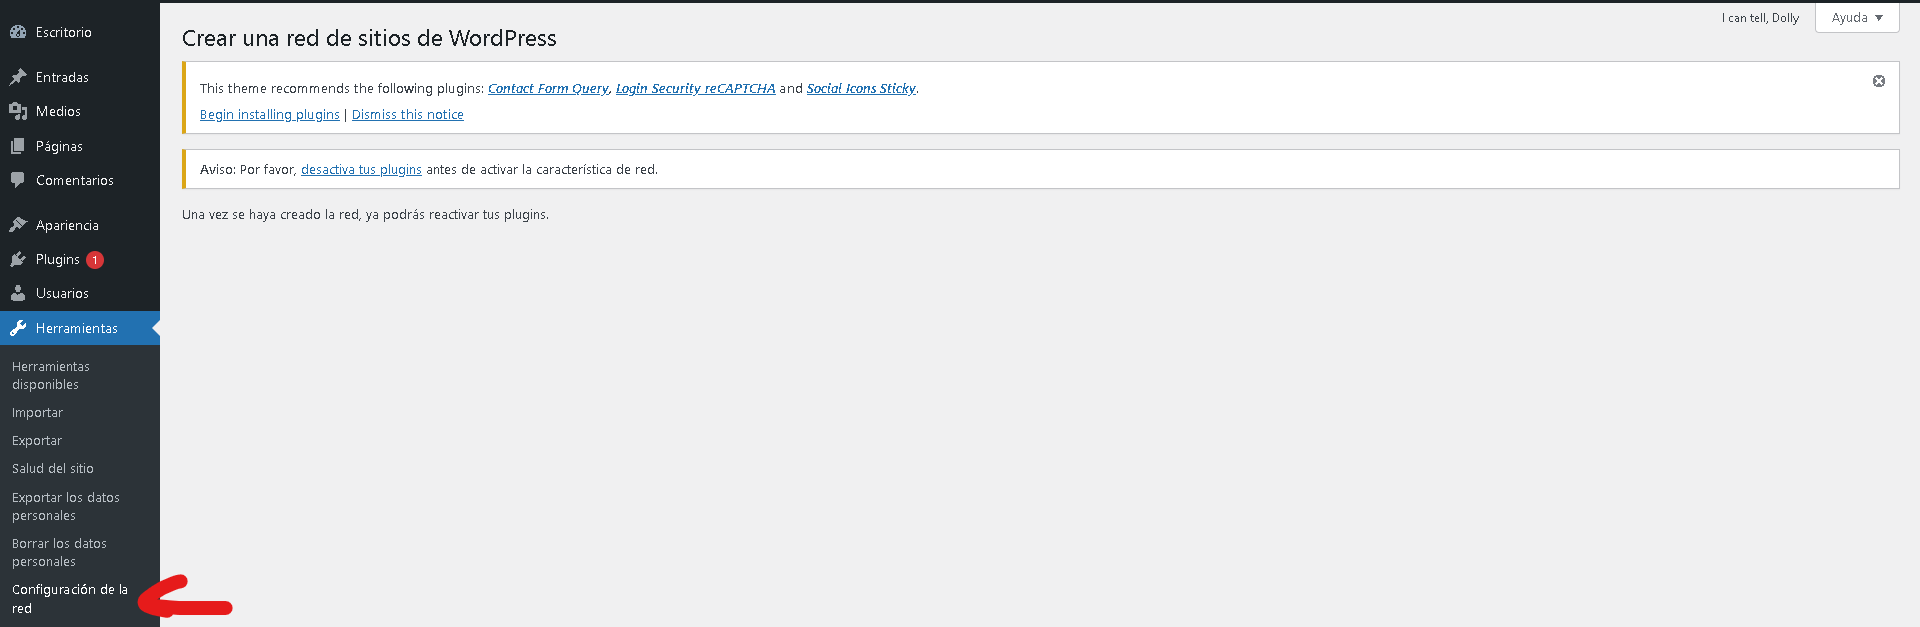 Escritorio
Entradas
Medios
Páginas
Comentarios
Apariencia
Plugins 1
Usuarios
Herramientas
Herramientas
disponibles
Importar
Exportar
Salud del sitio
Exportar los datos
personales
Borrar los datos
personales
Configuración de la
red
I can tell, Dolly
Ayuda
Crear una red de sitios de WordPress
This theme recommends the following plugins: Contact Form Query, Login Security reCAPTCHA and Social Icons Sticky.
Begin installing plugins | Dismiss this notice
Aviso: Por favor, desactiva tus plugins antes de activar la característica de red.
Una vez se haya creado la red, ya podrás reactivar tus plugins.